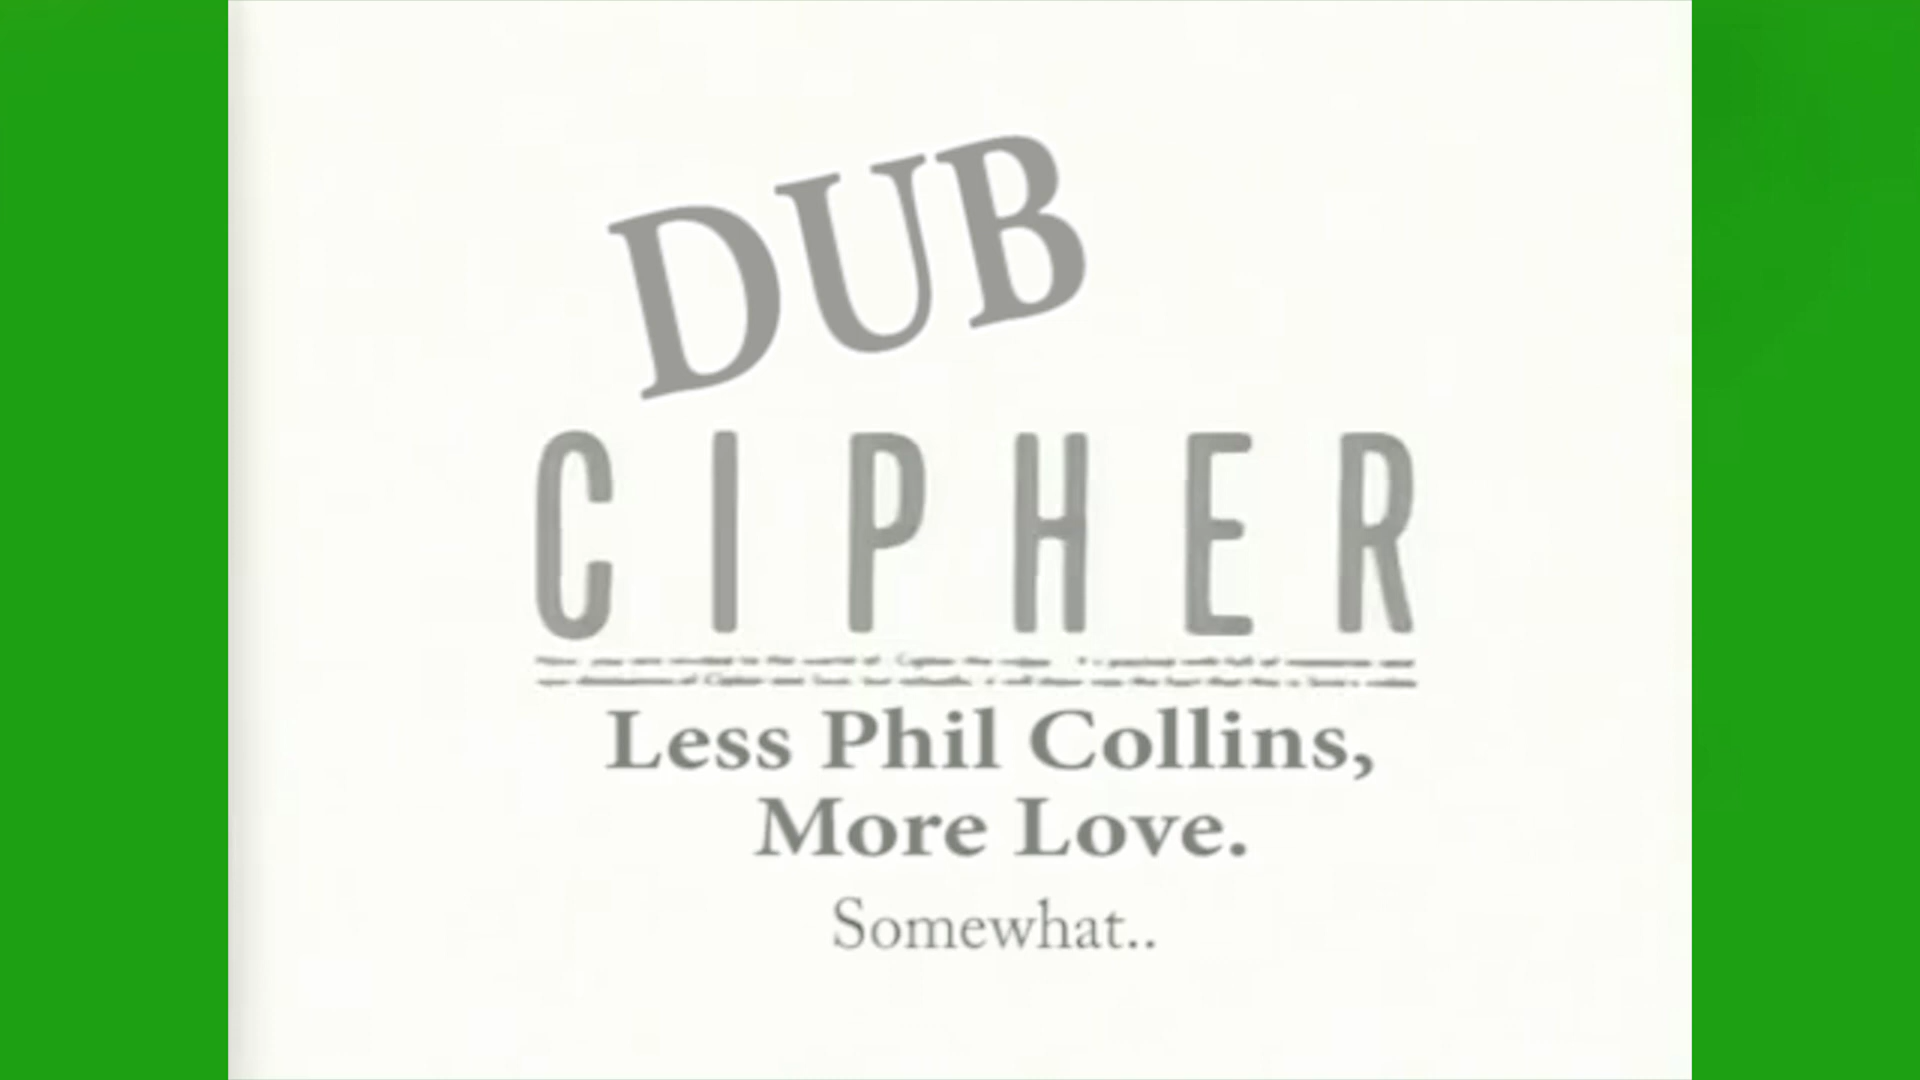 DUB
CIPHER
Less Phil Collins,
More Love.
Somewhat..